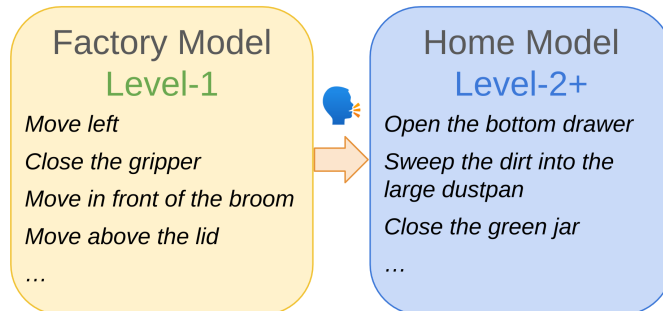 Factory Model
Level-1
Move left
Close the gripper
Move in front of the broom
Move above the lid
…
Home Model
Level-2+
Open the bottom drawer
Sweep the dirt into the
large dustpan
Close the green jar
…